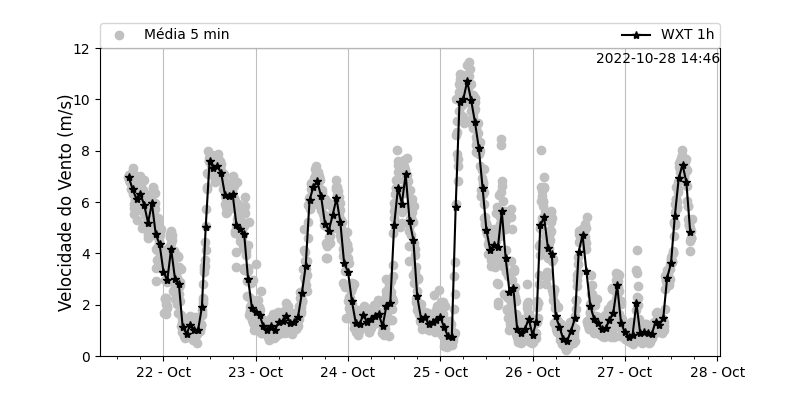 Média 5 min
WXT 1h
2022-10-28 14:46
Velocidade do Vento (m/s)
12
10
8
6
4
2
0
22 - Oct
23 - Oct
24 - Oct
25 - Oct
26 - Oct
27 - Oct
28 - Oct